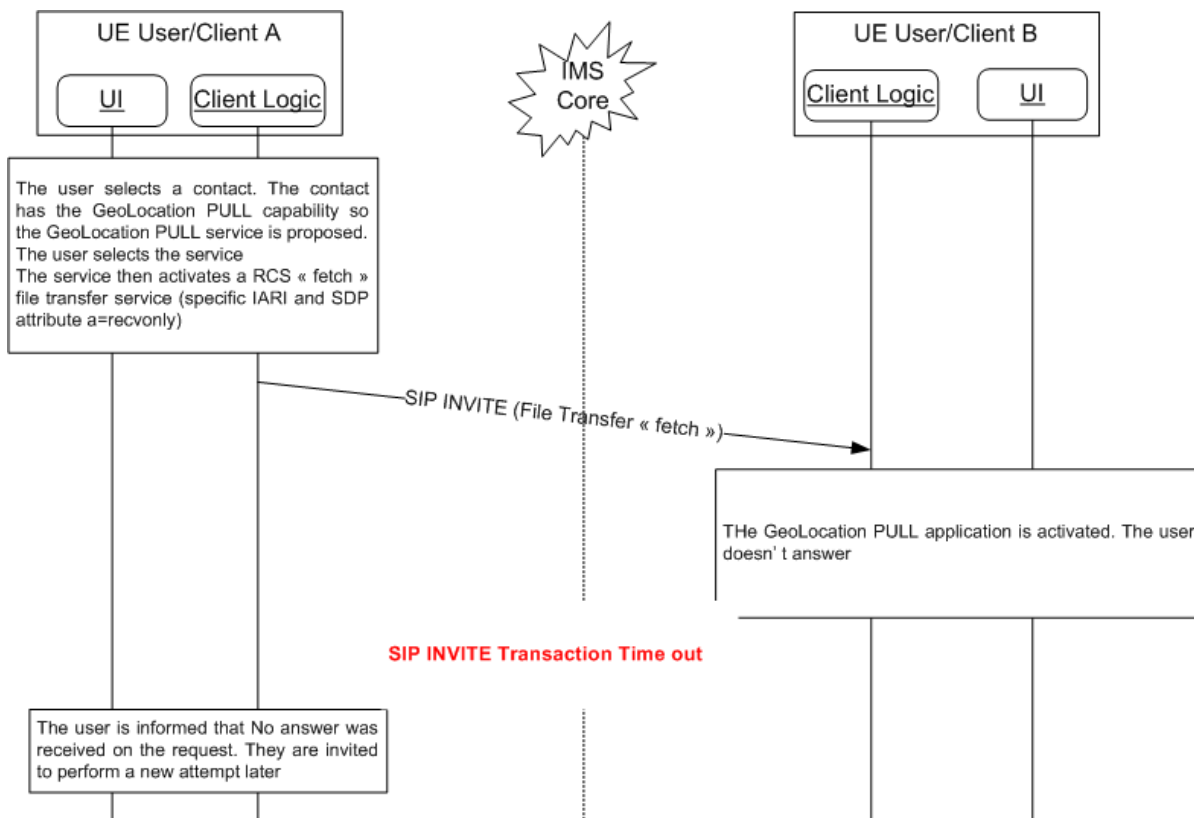 UE User/Client A
UI
Client Logic
IMS
Core
UE User/Client B
Client Logic
UI
The user selects a contact. The contact
has the GeoLocation PULL capability so
the GeoLocation PULL service is proposed.
The user selects the service
The service then activates a RCS « fetch »
file transfer service (specific IARI and SDP
attribute a=recvonly)
SIP INVITE (File Transfer « fetch »)
THe GeoLocation PULL application is activated. The user
doesn' t answer
SIP INVITE Transaction Time out
The user is informed that No answer was
received on the request. They are invited
to perform a new attempt later